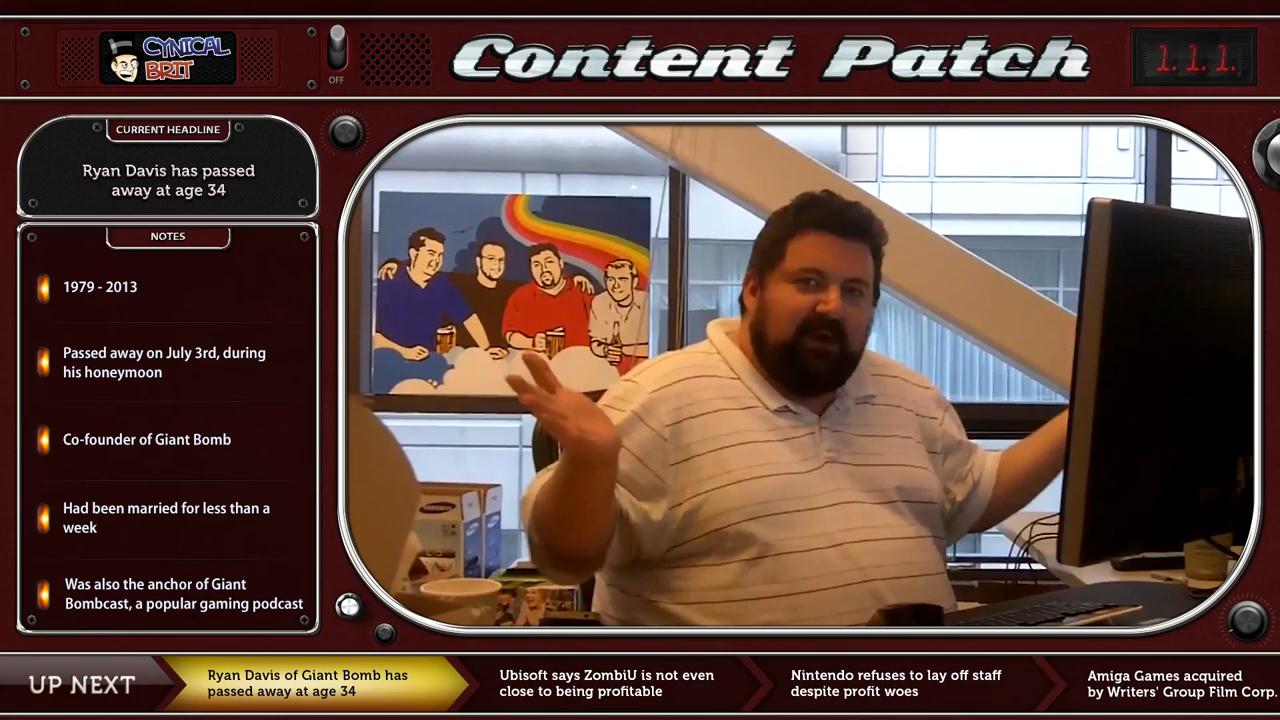 CYNICAL
BRIT
OFF
Content Patch
1.1.1.
CURRENT HEADLINE
Ryan Davis has passed
away at age 34
NOTES
1979 - 2013
Passed away on July 3rd, during
his honeymoon
Co-founder of Giant Bomb
Had been married for less than a
week
Was also the anchor of Giant
Bombcast, a popular gaming podcast
UP NEXT
Ryan Davis of Giant Bomb has
passed away at age 34
Ubisoft says ZombiU is not even
close to being profitable
Nintendo refuses to lay off staff
despite profit woes
Amiga Games acquired
by Writers' Group Film Corp.